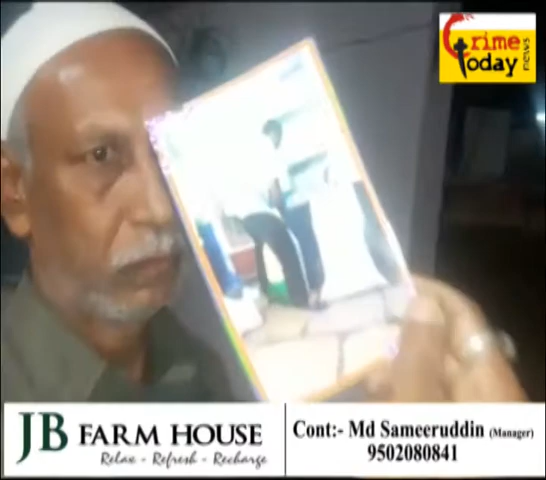 Crime
Today
news
JB FARM HOUSE
Relax - Refresh - Recharge
Cont:- Md Sameeruddin (Manager)
9502080841